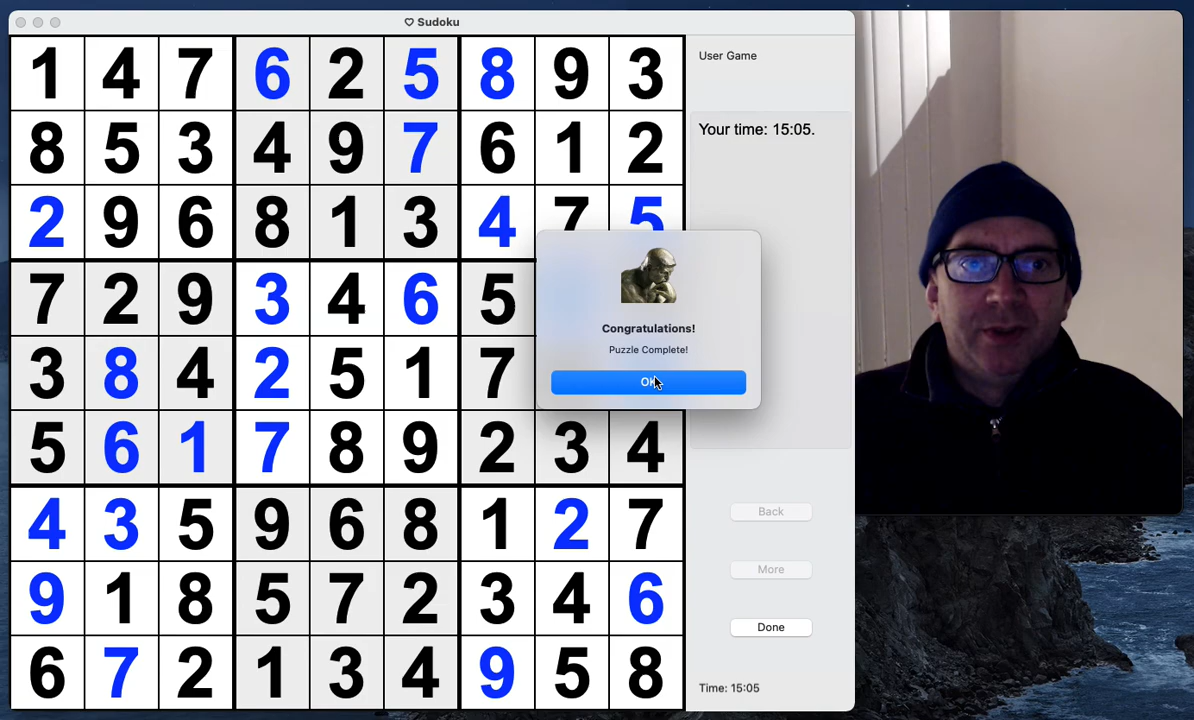 ♡ Sudoku
1 4 7 6 2 5 8 9 3
User Game
8 5 3 4 9 7 6 1 2
Your time: 15:05.
2 9 6 8 1 3 4 7 5
7 2 9 3 4 6 5
Congratulations!
Puzzle Complete!
3 8 4 2 5 1 7
OK
5 6 1 7 8 9 2 3 4
4 3 5 9 6 8 1 2 7
Back
9 1 8 5 7 2 3 4 6
More
Done
6 7 2 1 3 4 9 5 8
Time: 15:05